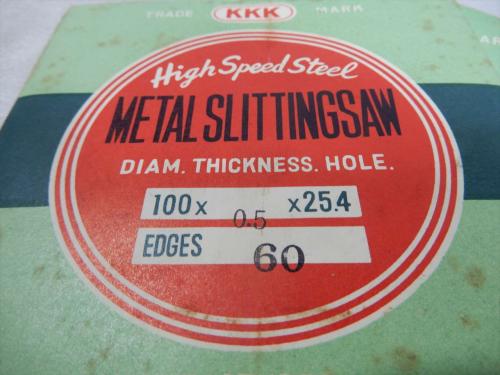 TRADE KKK MARK
High Speed Steel
METAL SLITTINGSAW
DIAM. THICKNESS. HOLE.
100x 0.5 x25.4
EDGES 60